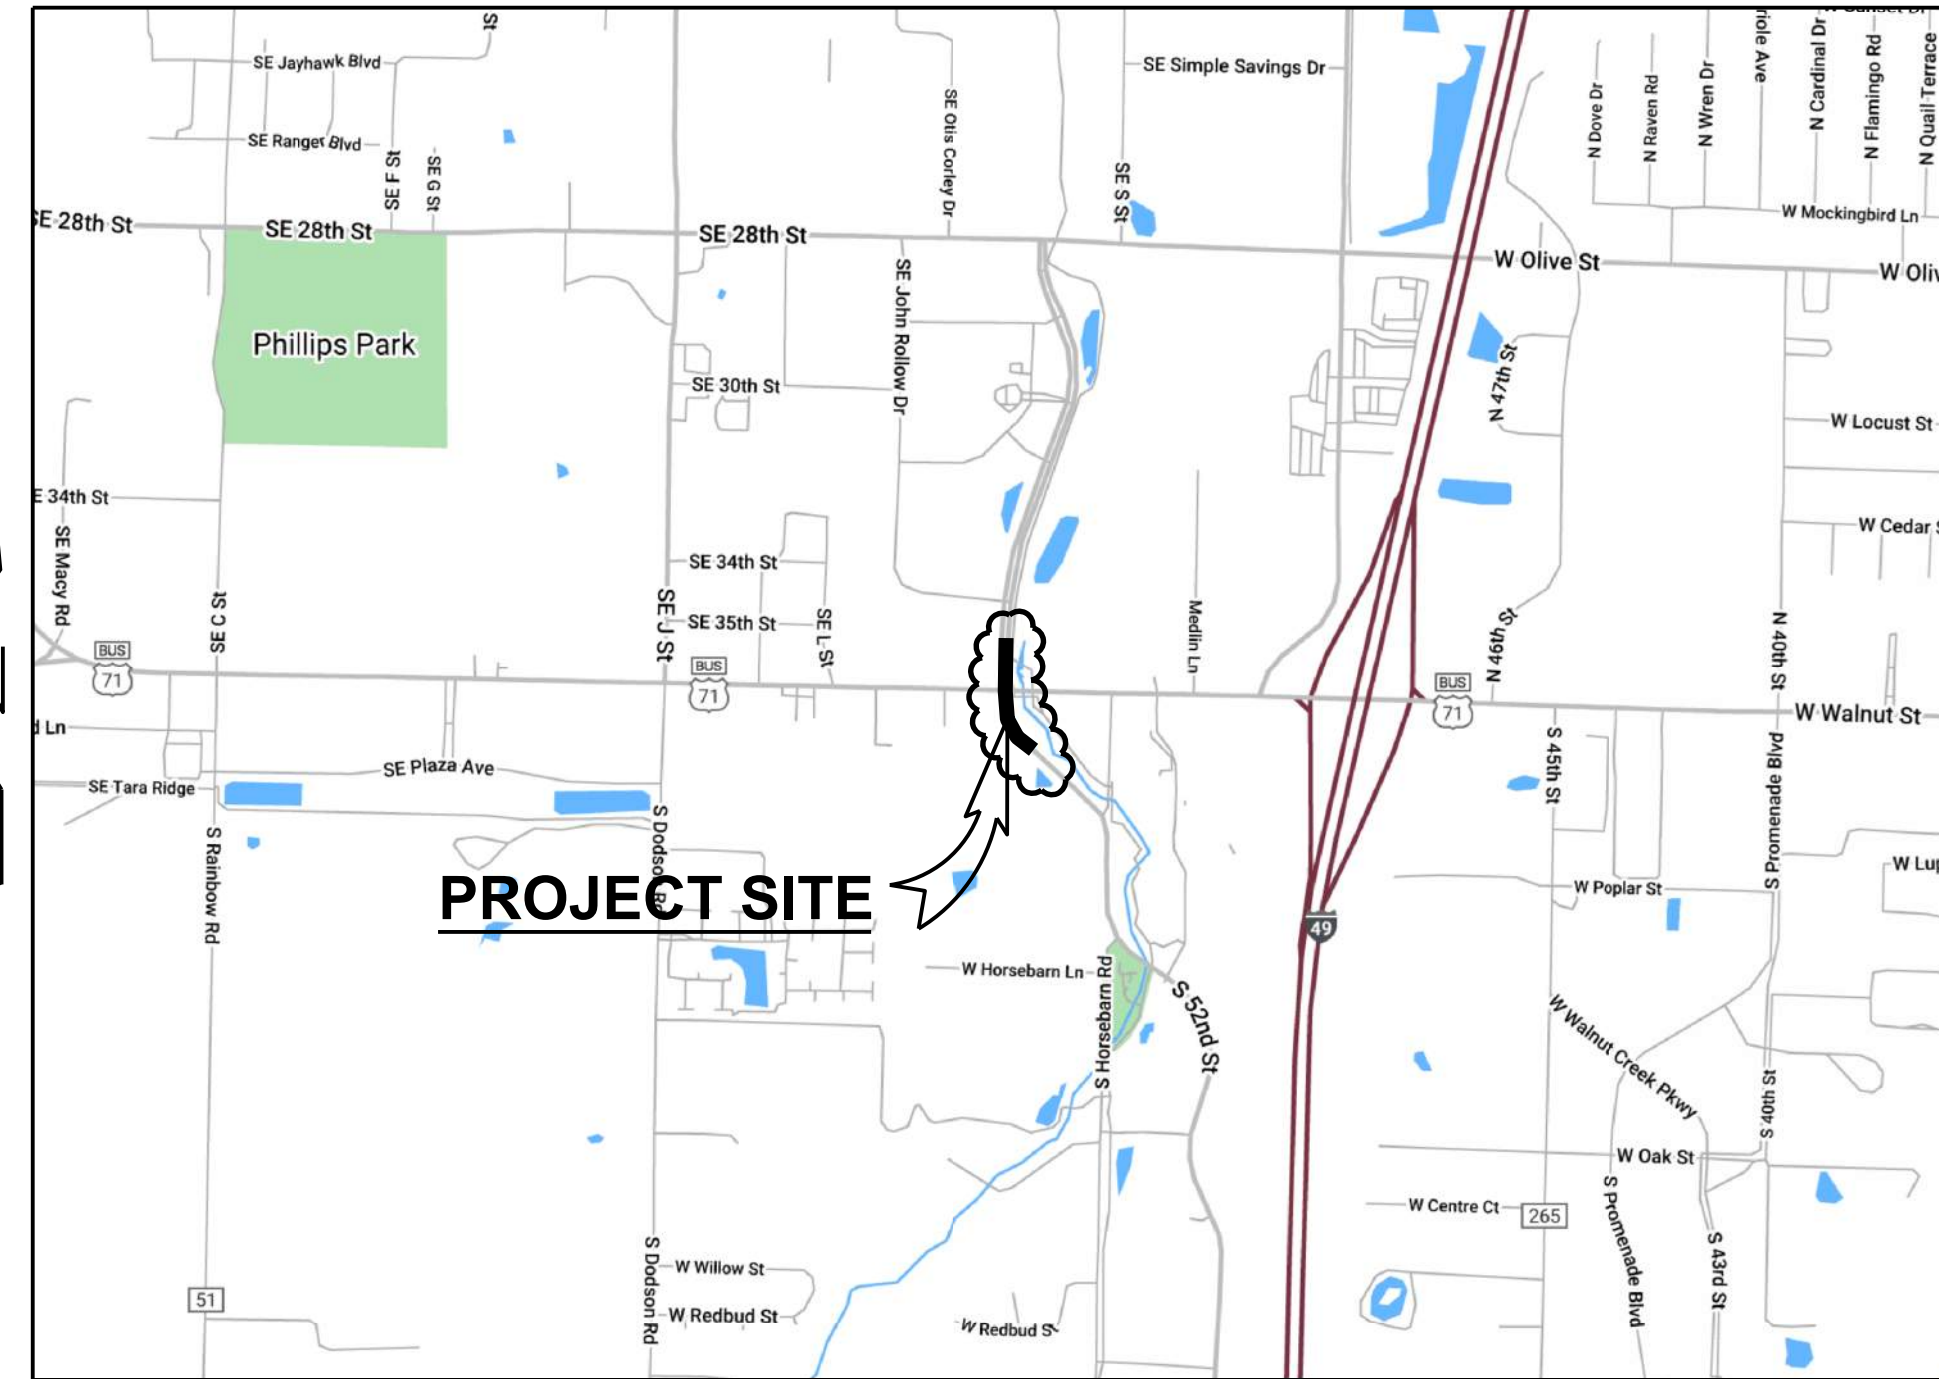 St
SE Jayhawk Blvd
SE Ranger Blvd
SE F St
SE G St
SE Otis Corley Dr
SE Simple Savings Dr
SE S St
N Dove Dr
N Raven Rd
N Wren Dr
N Cardinal Dr
N Flamingo Rd
N Quail Terrace
W Mockingbird Ln
SE 28th St
SE 28th St
SE 28th St
W Olive St
W Oliv
Phillips Park
SE John Rollow Dr
SE 30th St
N 47th St
W Locust St
E 34th St
SE Macy Rd
SE C St
SE J St
SE 34th St
SE 35th St
SE L St
Medlin Ln
N 46th St
N 40th St
W Cedar S
BUS
71
BUS
71
BUS
71
W Walnut St
d Ln
SE Plaza Ave
SE Tara Ridge
S Rainbow Rd
S Dodson Rd
S 45th St
S Promenade Blvd
W Lup
W Poplar St
PROJECT SITE
49
W Horsebarn Ln
S Horsebarn Rd
S 52nd St
W Walnut Creek Pkwy
S 40th St
W Oak St
W Centre Ct
265
S Promenade Blvd
S 43rd St
51
S Dodson Rd
W Willow St
W Redbud St
W Redbud S